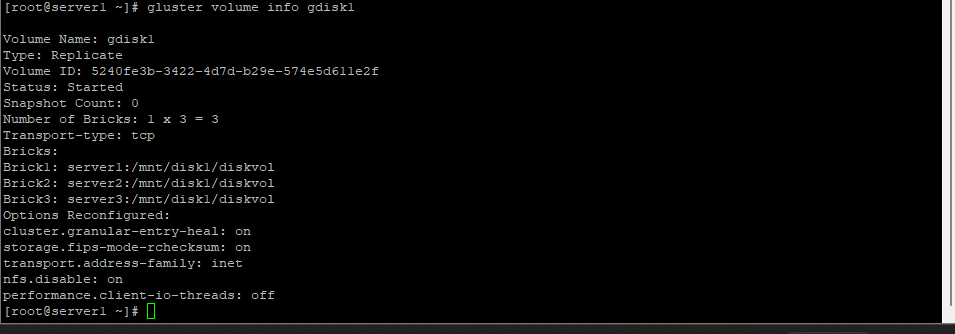 [root@server1 ~]# gluster volume info gdisk1
Volume Name: gdisk1
Type: Replicate
Volume ID: 5240fe3b-3422-4d7d-b29e-574e5d611e2f
Status: Started
Snapshot Count: 0
Number of Bricks: 1 x 3 = 3
Transport-type: tcp
Bricks:
Brick1: server1:/mnt/disk1/diskvol
Brick2: server2:/mnt/disk1/diskvol
Brick3: server3:/mnt/disk1/diskvol
Options Reconfigured:
cluster.granular-entry-heal: on
storage.fips-mode-rchecksum: on
transport.address-family: inet
nfs.disable: on
performance.client-io-threads: off
[root@server1 ~]#